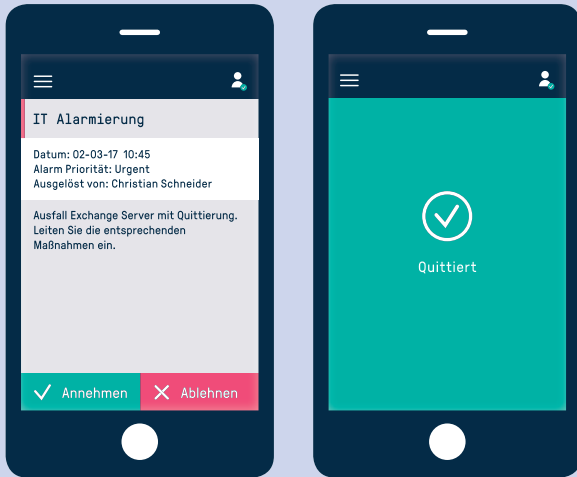 IT Alarmierung
Datum: 02-03-17 10:45
Alarm Priorität: Urgent
Ausgelöst von: Christian Schneider
Ausfall Exchange Server mit Quittierung.
Leiten Sie die entsprechenden
Maßnahmen ein.
Annehmen
Ablehnen
Quittiert